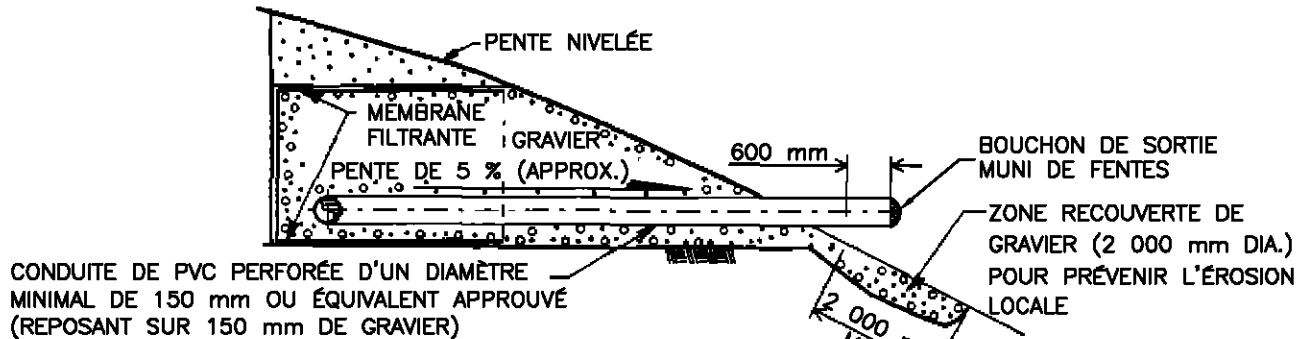 PENTE NIVELÉE
MEMBRANE
FILTRANTE
GRAVIER
PENTE DE 5 % (APPROX.)
600 mm
BOUCHON DE SORTIE
MUNI DE FENTES
ZONE RECOUVERTE DE
GRAVIER (2 000 mm DIA.)
POUR PRÉVENIR L'ÉROSION
LOCALE
CONDUITE DE PVC PERFORÉE D'UN DIAMÈTRE
MINIMAL DE 150 mm OU ÉQUIVALENT APPROUVÉ
(REPOSANT SUR 150 mm DE GRAVIER)
2 000